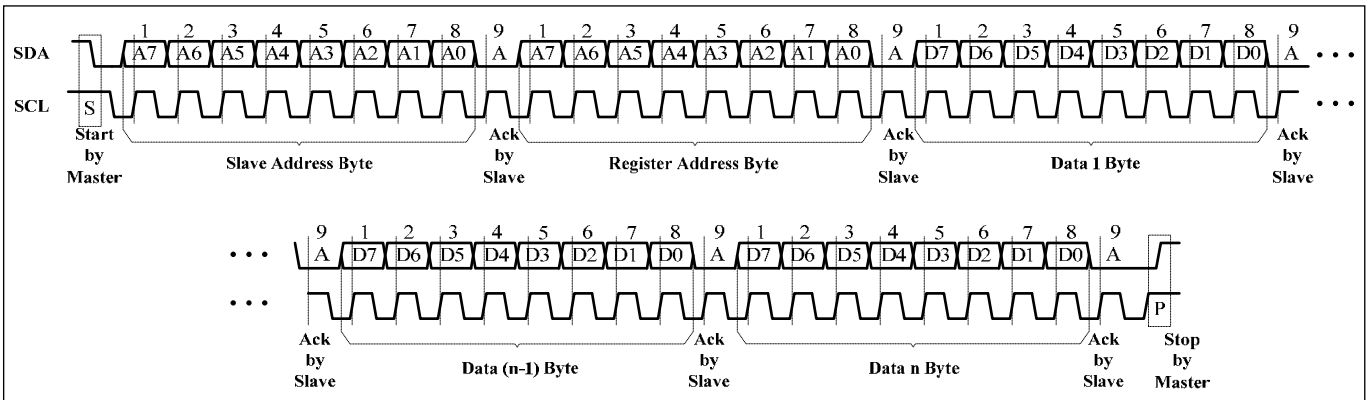 1 2 3 4 5 6 7 8 9 1 2 3 4 5 6 7 8 9 1 2 3 4 5 6 7 8 9
SDA A7 A6 A5 A4 A3 A2 A1 A0 A A7 A6 A5 A4 A3 A2 A1 A0 A D7 D6 D5 D4 D3 D2 D1 D0 A • • •
SCL S • • •
Start by Master
Slave Address Byte
Ack by Slave
Register Address Byte
Ack by Slave
Data 1 Byte
Ack by Slave
9 1 2 3 4 5 6 7 8 9 1 2 3 4 5 6 7 8 9
• • • A D7 D6 D5 D4 D3 D2 D1 D0 A D7 D6 D5 D4 D3 D2 D1 D0 A
• • • P
Ack by Slave
Data (n-1) Byte
Ack by Slave
Data n Byte
Ack by Slave
Stop by Master